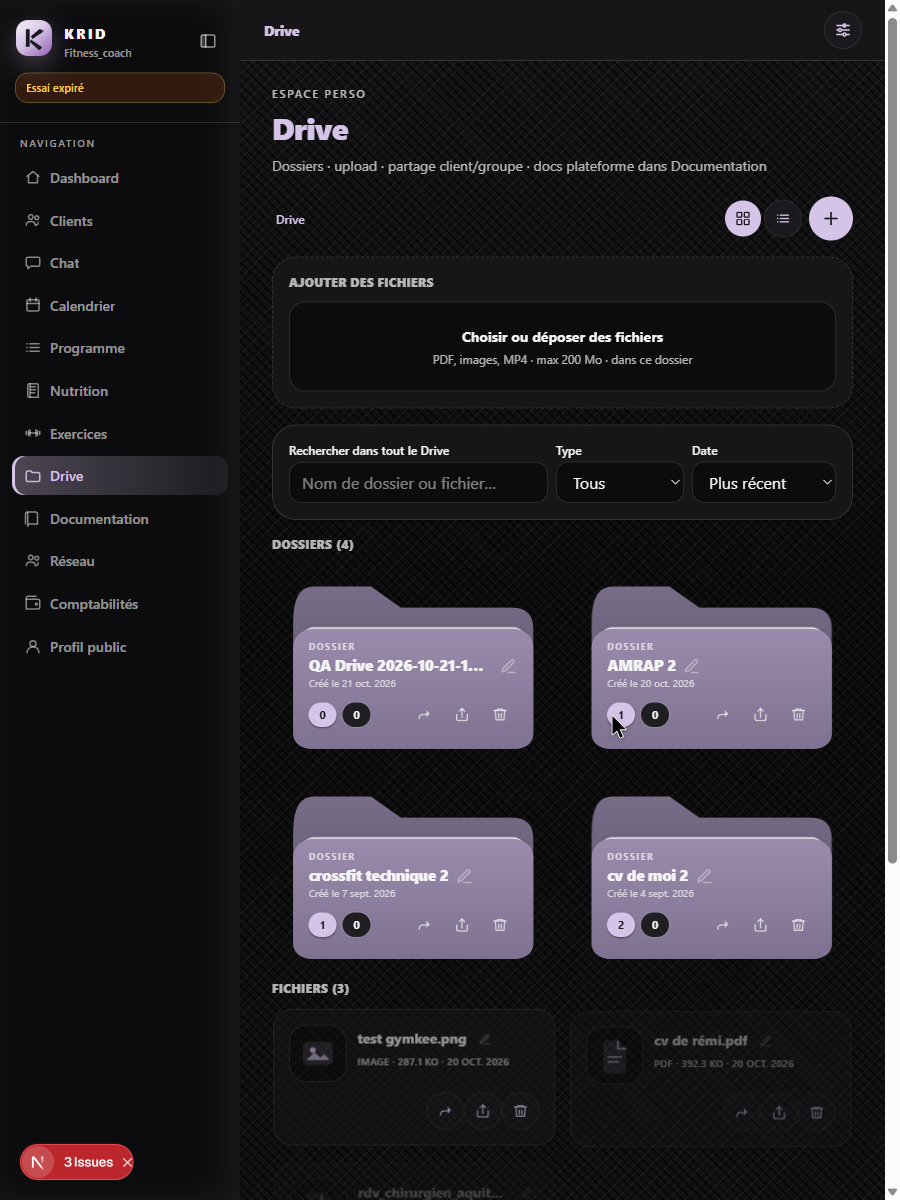 KRID
Fitness_coach
Essai expiré
NAVIGATION
Dashboard
Clients
Chat
Calendrier
Programme
Nutrition
Exercices
Drive
Documentation
Réseau
Comptabilités
Profil public
3 Issues
Drive
ESPACE PERSO
Drive
Dossiers · upload · partage client/groupe · docs plateforme dans Documentation
Drive
AJOUTER DES FICHIERS
Choisir ou déposer des fichiers
PDF, images, MP4 · max 200 Mo · dans ce dossier
Rechercher dans tout le Drive
Type
Date
Nom de dossier ou fichier...
Tous
Plus récent
DOSSIERS (4)
DOSSIER
QA Drive 2026-10-21-1...
Créé le 21 oct. 2026
0 0
DOSSIER
AMRAP 2
Créé le 20 oct. 2026
1 0
DOSSIER
crossfit technique 2
Créé le 7 sept. 2026
1 0
DOSSIER
cv de moi 2
Créé le 4 sept. 2026
2 0
FICHIERS (3)
test gymkee.png
IMAGE · 287.1 KO · 20 OCT. 2026
cv de rémi.pdf
PDF · 392.3 KO · 20 OCT. 2026
rdv_chirurgien_aquit...